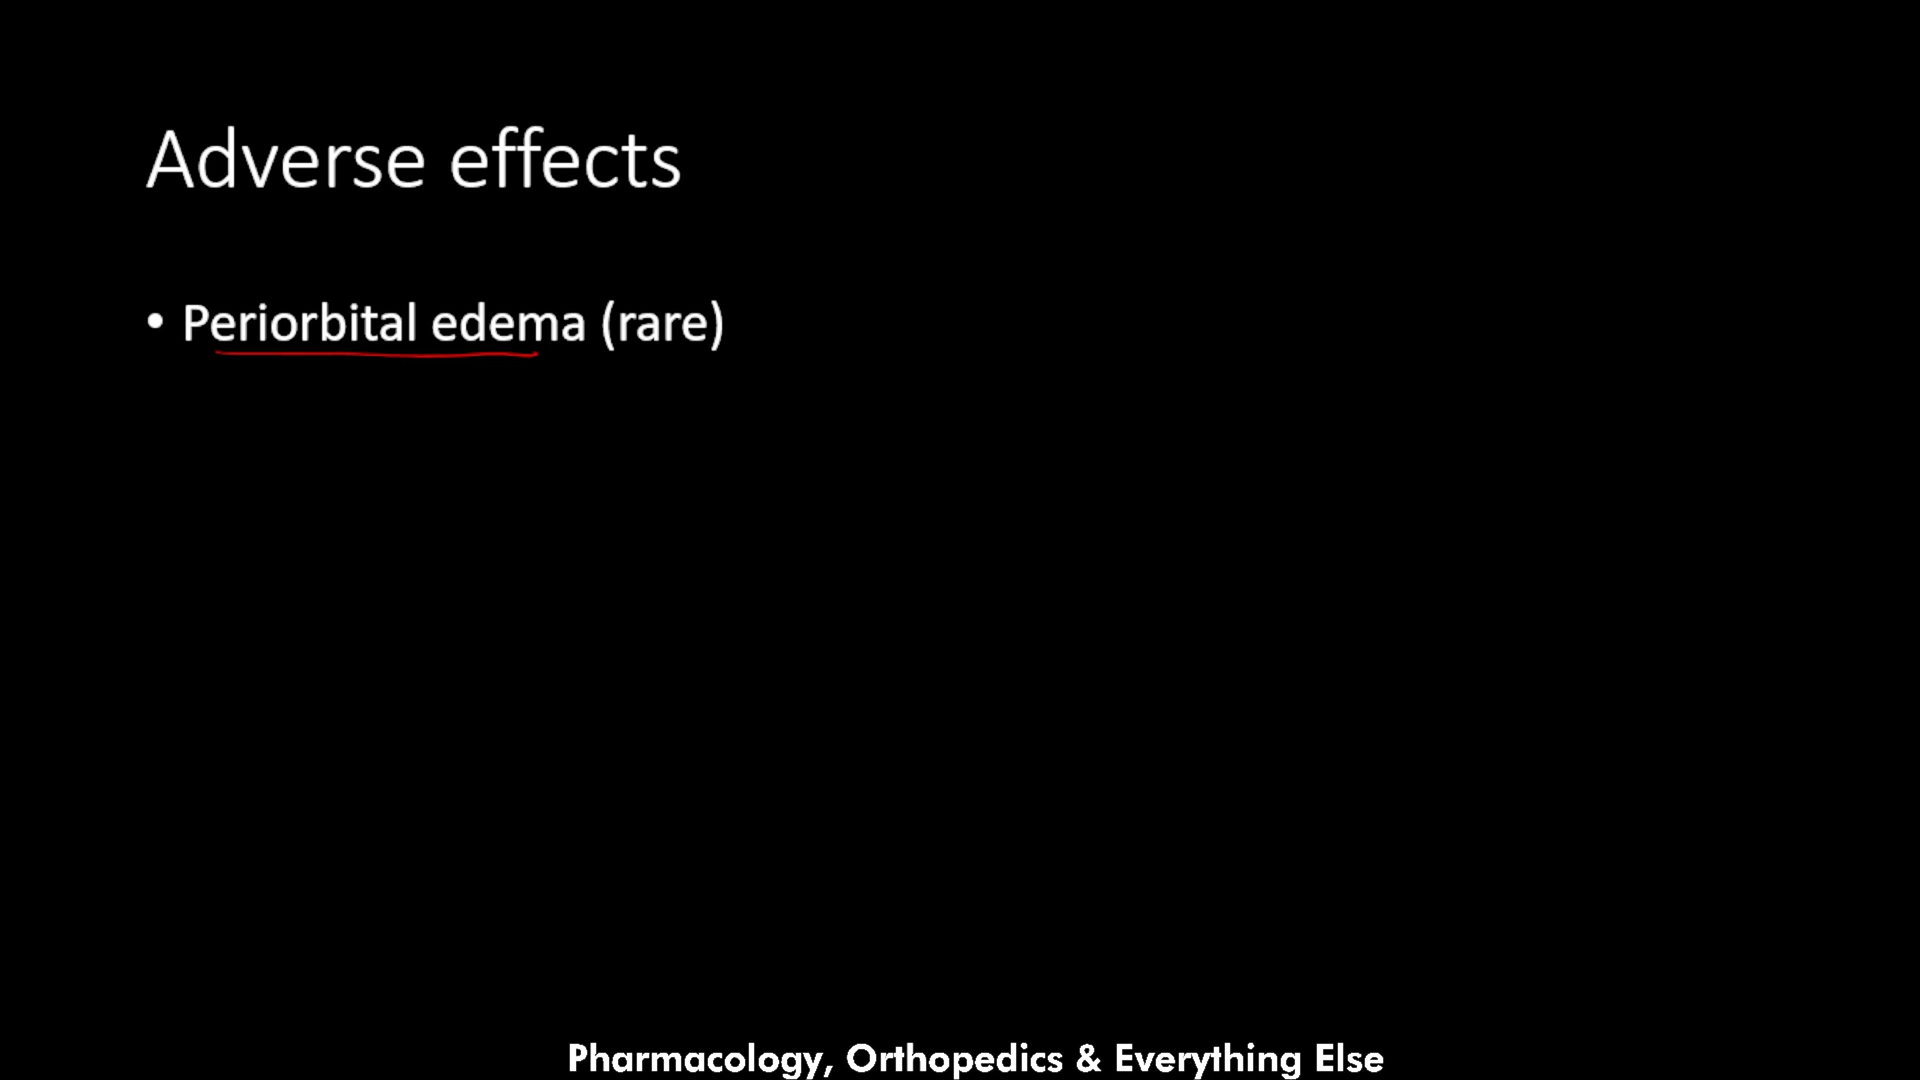 Adverse effects
• Periorbital edema (rare)
Pharmacology, Orthopedics & Everything Else